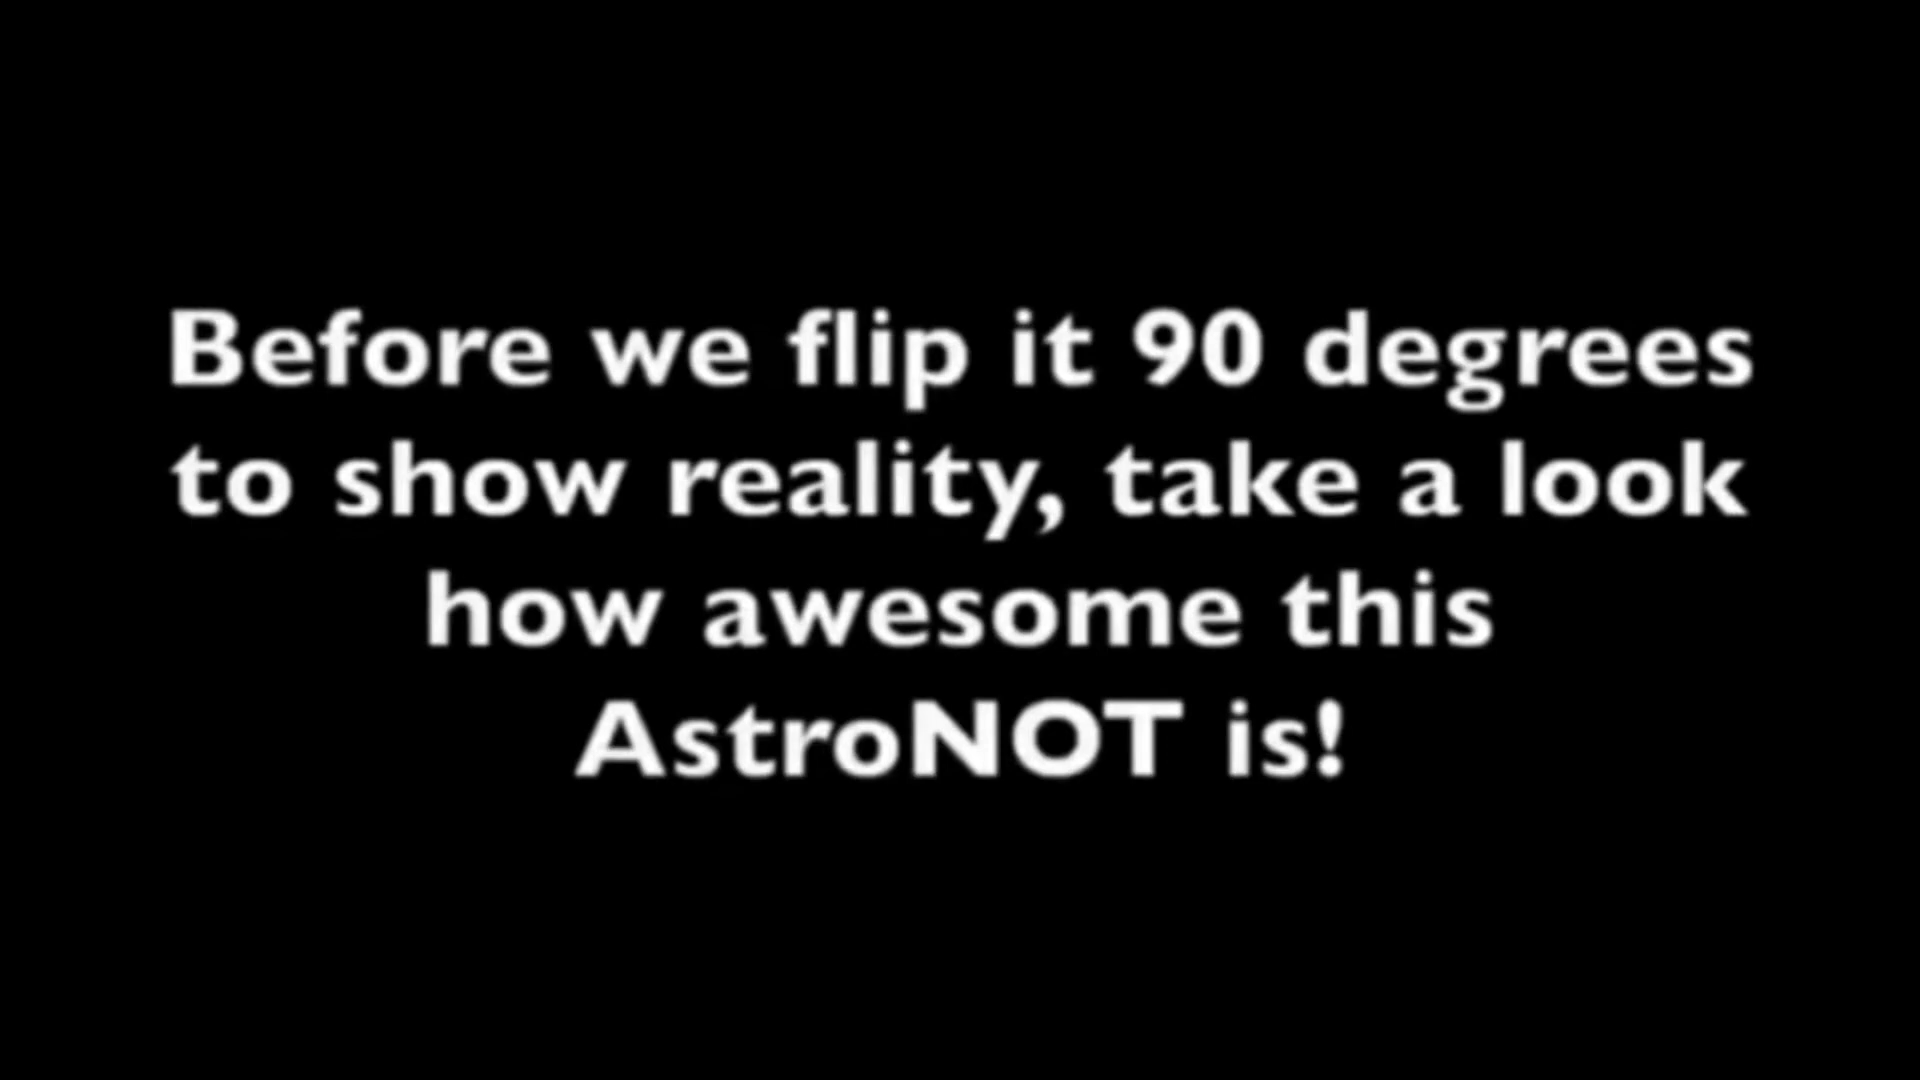 Before we flip it 90 degrees
to show reality, take a look
how awesome this
AstroNOT is!